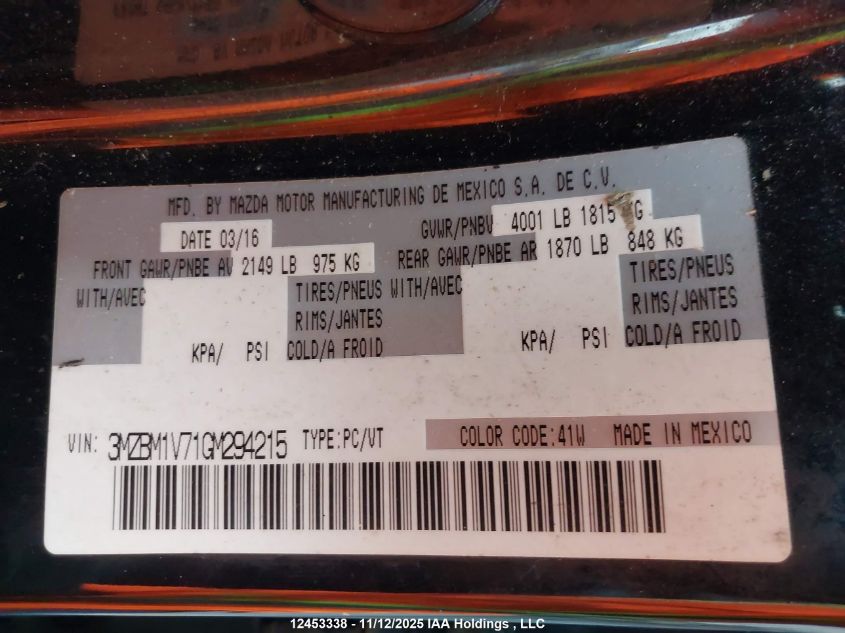 MFD. BY MAZDA MOTOR MANUFACTURING DE MEXICO S.A. DE C.V.
DATE 03/16 GVWR/PNBV 4001 LB 1815 KG
FRONT GAWR/PNBE AV 2149 LB 975 KG REAR GAWR/PNBE AR 1870 LB 848 KG
WITH/AVEC TIRES/PNEUS WITH/AVEC TIRES/PNEUS
RIMS/JANTES RIMS/JANTES
KPA/ PSI COLD/A FROID KPA/ PSI COLD/A FROID
VIN: 3MZBM1V71GM294215 TYPE:PC/VT COLOR CODE:41W MADE IN MEXICO
12453338 - 11/12/2025 IAA Holdings , LLC